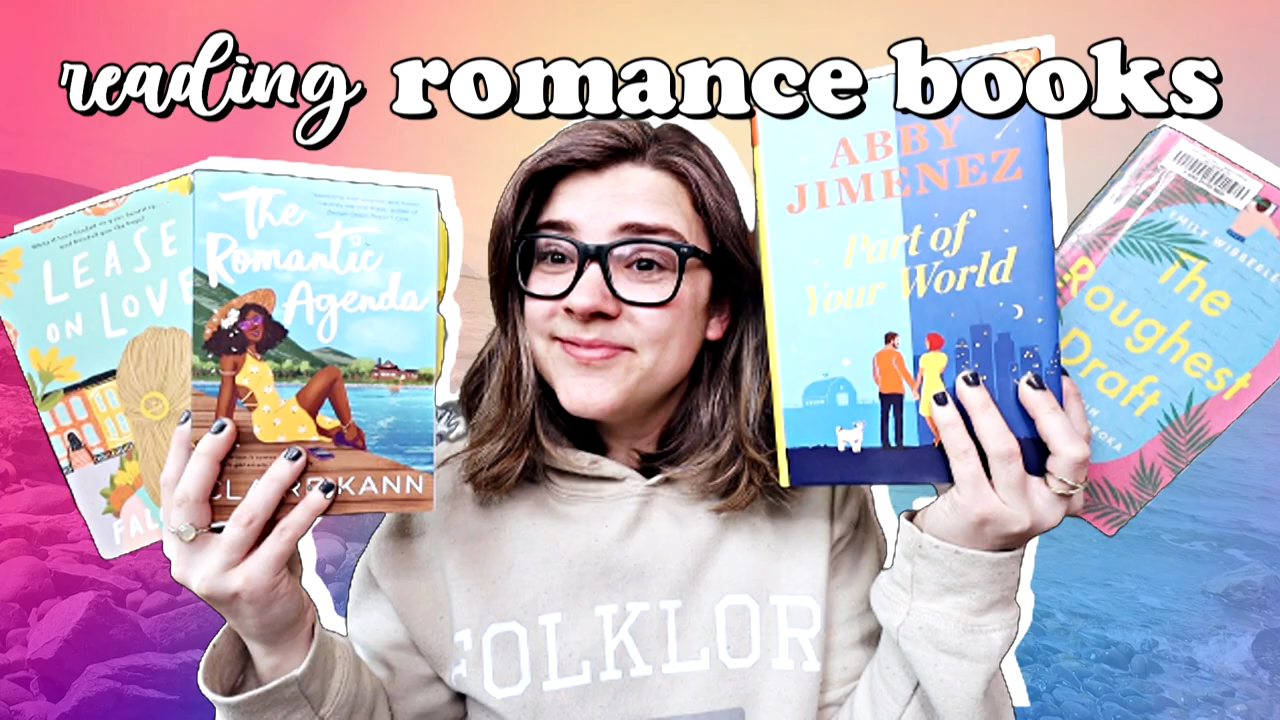 reading romance books
LEASE
ON LOVE
The
Romantic
Agenda
CLAIRE KANN
ABBY
JIMENEZ
Part of
Your World
EMILY WIBBERLEY
The
Roughest
Draft
FOLKLOR